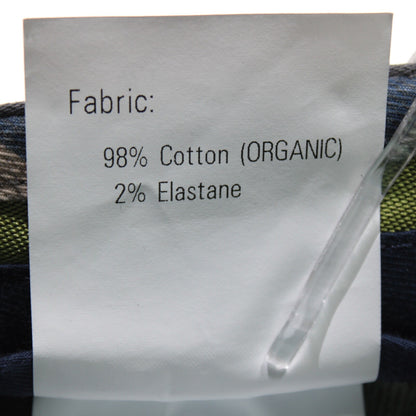 Fabric:
98% Cotton (ORGANIC)
2% Elastane